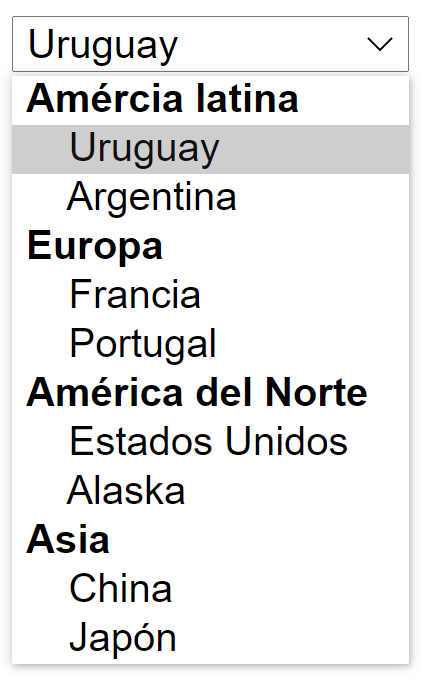 Uruguay
Amércia latina
Uruguay
Argentina
Europa
Francia
Portugal
América del Norte
Estados Unidos
Alaska
Asia
China
Japón